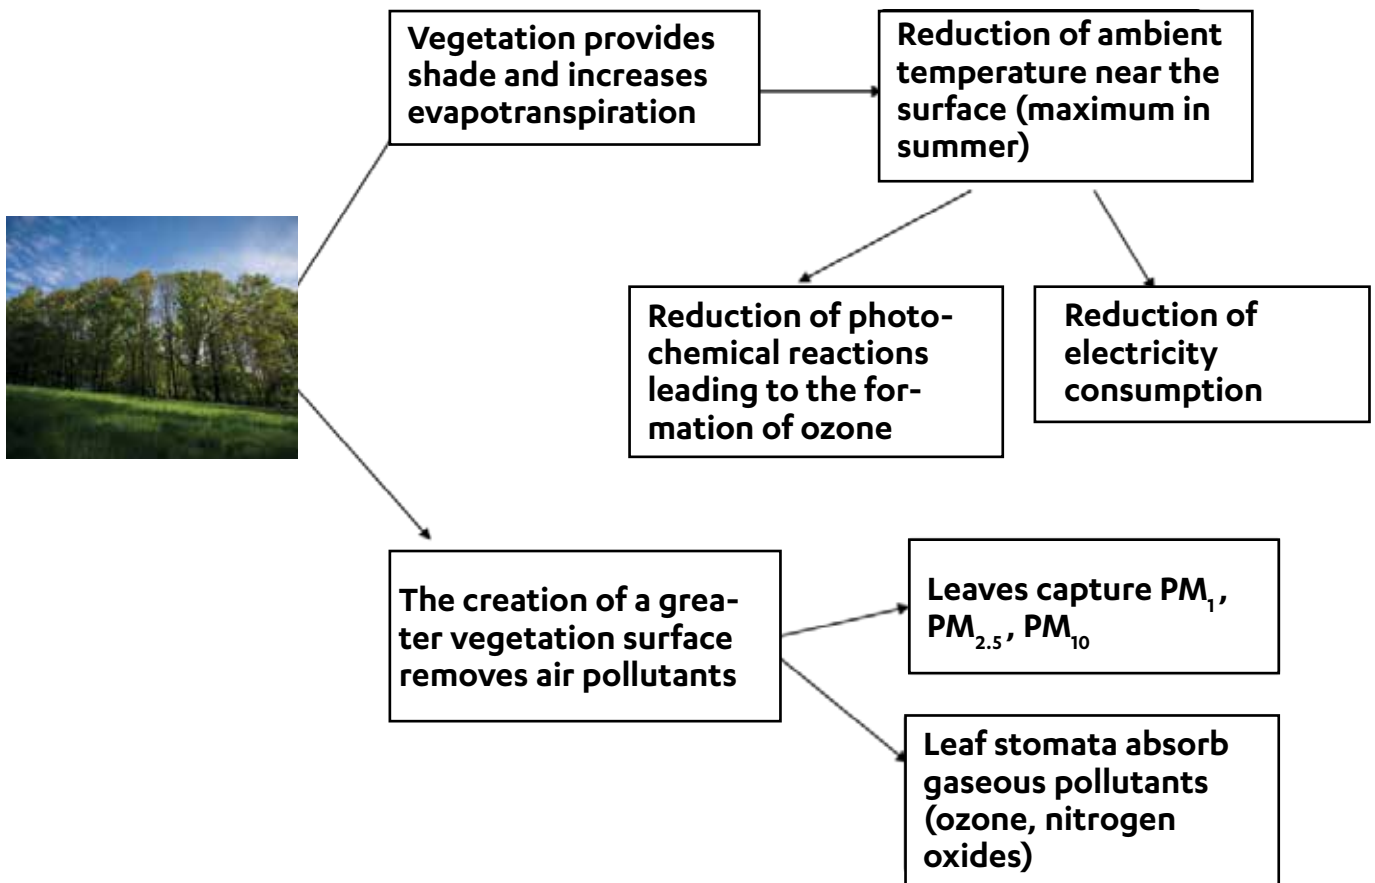 Vegetation provides
shade and increases
evapotranspiration
Reduction of ambient
temperature near the
surface (maximum in
summer)
Reduction of photo-
chemical reactions
leading to the for-
mation of ozone
Reduction of
electricity
consumption
The creation of a grea-
ter vegetation surface
removes air pollutants
Leaves capture PM₁,
PM₂.₅, PM₁₀
Leaf stomata absorb
gaseous pollutants
(ozone, nitrogen
oxides)